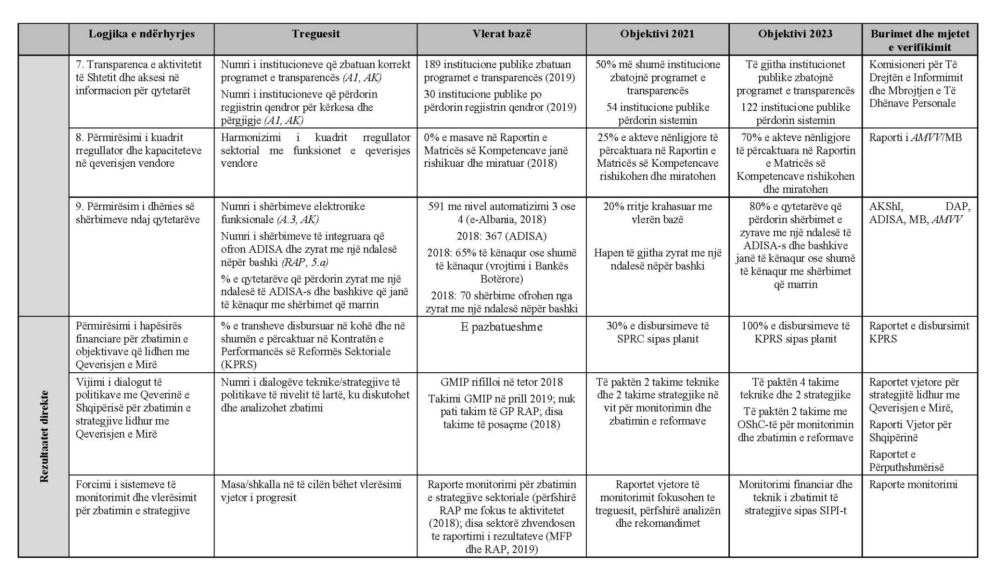 Logjika e ndërhyrjes
Treguesit
Vlerat bazë
Objektivi 2021
Objektivi 2023
Burimet dhe mjetet
e verifikimit
7. Transparenca e aktivitetit
të Shtetit dhe aksesi në
informacion për qytetarët
Numri i institucioneve që zbatuan korrekt
programet e transparencës (A1, AK)
Numri i institucioneve që përdorin
regjistrin qendror për kërkesa dhe
përgjigje (A1, AK)
189 institucione publike zbatuan
programet e transparencës (2019)
30 institucione publike po
përdorin regjistrin qendror (2019)
50% më shumë institucione
zbatojnë programet e
transparencës
54 institucione publike
përdorin sistemin
Të gjitha institucionet
publike zbatojnë
programet e transparencës
122 institucione publike
përdorin sistemin
Komisioneri për Të
Drejtën e Informimit
dhe Mbrojtjen e Të
Dhënave Personale
8. Përmirësimi i kuadrit
rregullator dhe kapaciteteve
në qeverisjen vendore
Harmonizimi i kuadrit rregullator
sektorial me funksionet e qeverisjes
vendore
0% e masave në Raportin e
Matricës së Kompetencave janë
rishikuar dhe miratuar (2018)
25% e akteve nënligjore të
përcaktuara në Raportin e
Matricës së Kompetencave
rishikohen dhe miratohen
70% e akteve nënligjore
të përcaktuara në Raportin
e Matricës së
Kompetencave rishikohen
dhe miratohen
Raporti i AMVV/MB
9. Përmirësim i dhënies së
shërbimeve ndaj qytetarëve
Numri i shërbimeve elektronike
funksionale (A.3, AK)
Numri i shërbimeve të integruara që
ofron ADISA dhe zyrat me një ndalesë
nëpër bashki (RAP, 5.a)
% e qytetarëve që përdorin zyrat me një
ndalesë të ADISA-s dhe bashkive që janë
të kënaqur me shërbimet që marrin
591 me nivel automatizimi 3 ose
4 (e-Albania, 2018)
2018: 367 (ADISA)
2018: 65% të kënaqur ose shumë
të kënaqur (vrojtimi i Bankës
Botërore)
2018: 70 shërbime ofrohen nga
zyrat me një ndalesë nëpër bashki
20% rritje krahasuar me
vlerën bazë
Hapen të gjitha zyrat me një
ndalesë nëpër bashki
80% e qytetarëve që
përdorin shërbimet e
zyrave me një ndalesë të
ADISA-s dhe bashkive
janë të kënaqur ose shumë
të kënaqur me shërbimet
që marrin
AKShI, DAP,
ADISA, MB, AMVV
Rezultaatet direkte
Përmirësimi i hapësirës
financiare për zbatimin e
objektivave që lidhen me
Qeverisjen e Mirë
% e transheve disbursuar në kohë dhe në
shumën e përcaktuar në Kontratën e
Performancës së Reformës Sektoriale
(KPRS)
E pazbatueshme
30% e disbursimeve të
SPRC sipas planit
100% e disbursimeve të
KPRS sipas planit
Raportet e disbursimit
KPRS
Vijimi i dialogut të
politikave me Qeverinë e
Shqipërisë për zbatimin e
strategjive lidhur me
Qeverisjen e Mirë
Numri i dialogëve teknike/strategjive të
politikave të nivelit të lartë, ku diskutohet
dhe analizohet zbatimi
GMIP rifilloi në tetor 2018
Takimi GMIP në prill 2019; nuk
pati takim të GP RAP; disa
takime të posaçme (2018)
Të paktën 2 takime teknike
dhe 2 takime strategjike në
vit për monitorimin dhe
zbatimin e reformave
Të paktën 4 takime
teknike dhe 2 strategjike
Të paktën 2 takime me
OShC-të për monitorimin
dhe zbatimin e reformave
Raportet vjetore për
strategjitë lidhur me
Qeverisjen e Mirë,
Raporti Vjetor për
Shqipërinë
Raportet e
Përputhshmërisë
Forcimi i sistemeve të
monitorimit dhe vlerësimit
për zbatimin e strategjive
Masa/shkalla në të cilën bëhet vlerësimi
vjetor i progresit
Raporte monitorimi për zbatimin
e strategjive sektoriale (përfshirë
RAP me fokus te aktivitetet
(2018); disa sektorë zhvendosen
te raportimi i rezultateve (MFP
dhe RAP, 2019)
Raportet vjetore të
monitorimit fokusohen te
treguesit, përfshirë analizën
dhe rekomandimet
Monitorimi financiar dhe
teknik i zbatimit të
strategjive sipas SIPI-t
Raporte monitorimi